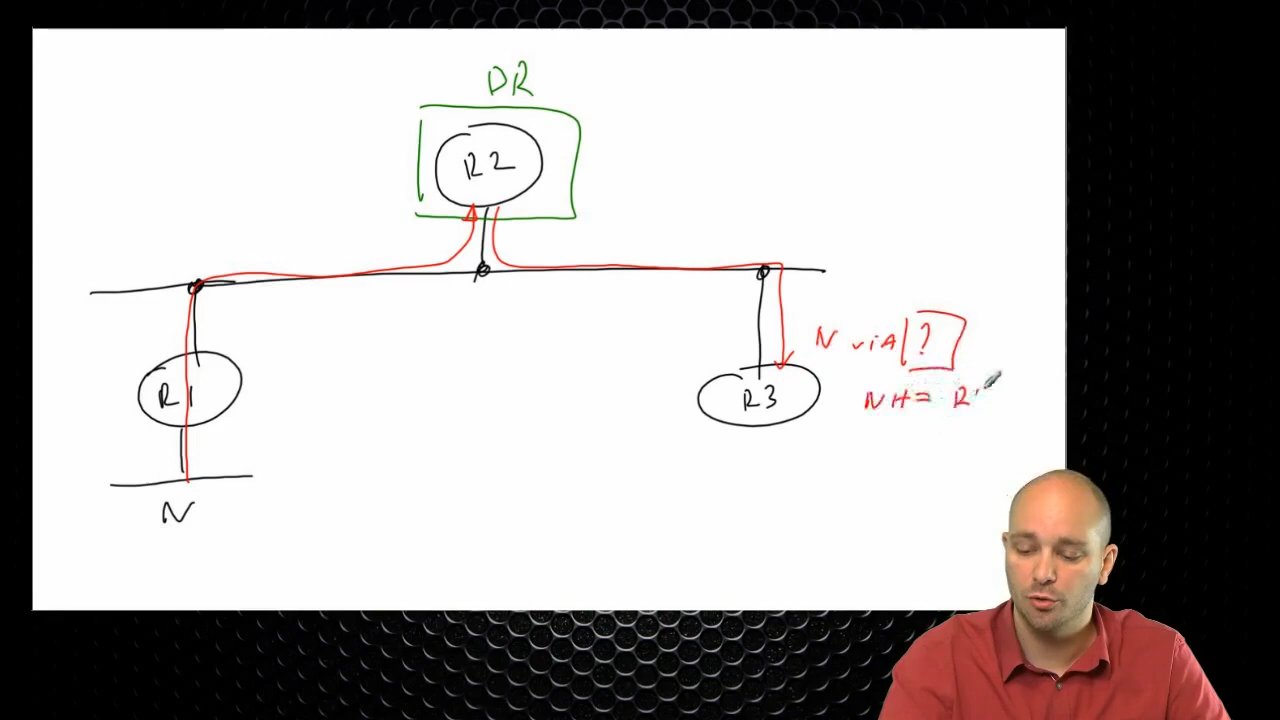 DR
R2
N via ?
R1
R3
NH = R
N